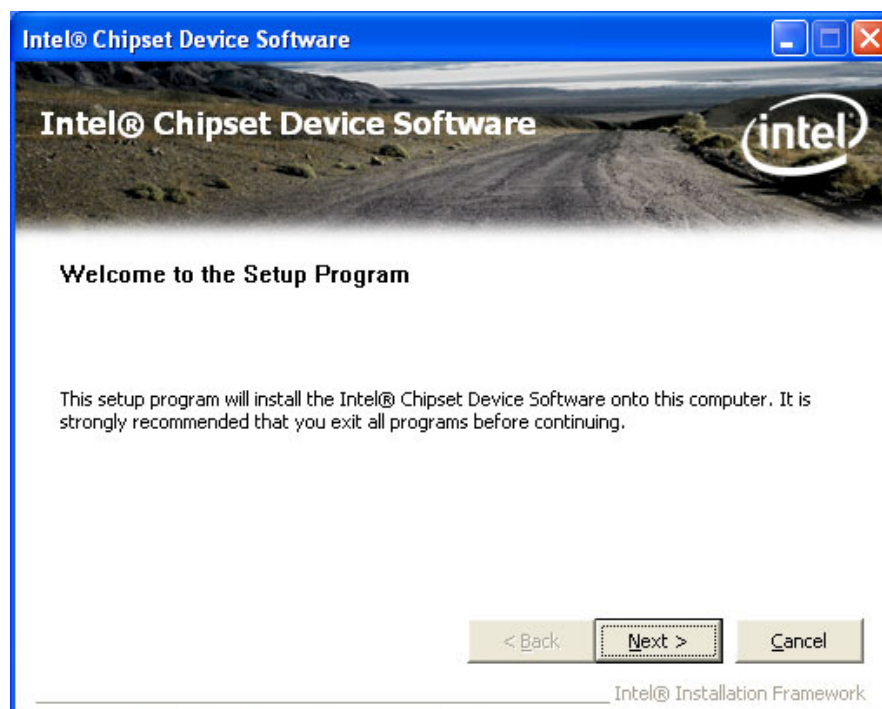 Intel® Chipset Device Software
Intel® Chipset Device Software
intel
Welcome to the Setup Program
This setup program will install the Intel® Chipset Device Software onto this computer. It is
strongly recommended that you exit all programs before continuing.
< Back
Next >
Cancel
Intel® Installation Framework